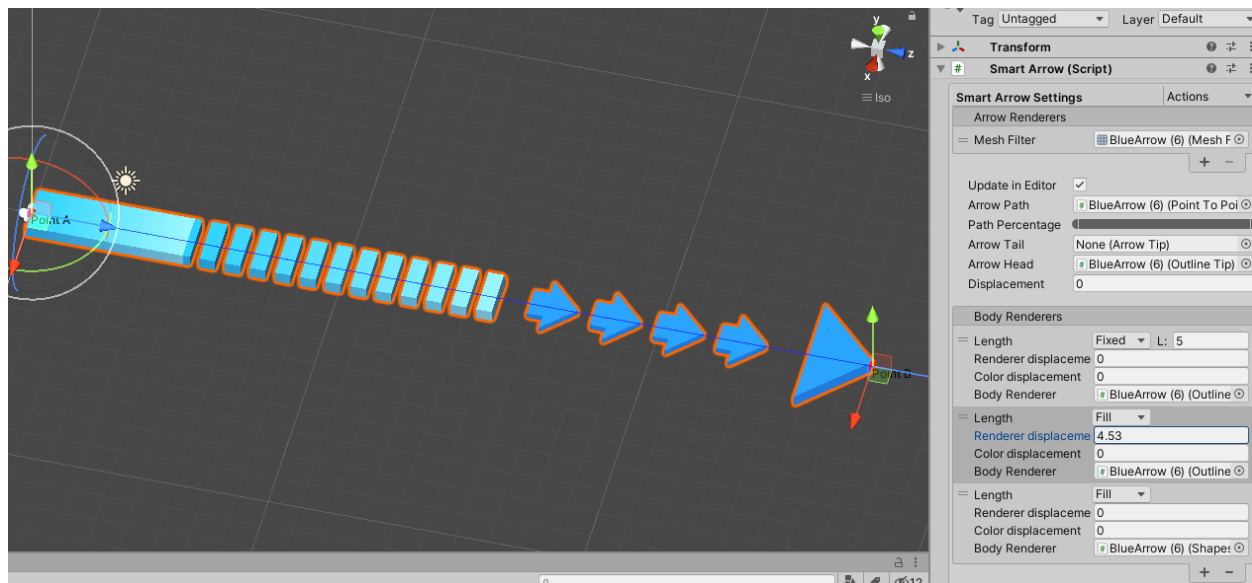 Tag Untagged Layer Default
Transform
# Smart Arrow (Script)
Smart Arrow Settings Actions
Arrow Renderers
Mesh Filter BlueArrow (6) (Mesh F
+ −
Update in Editor
Arrow Path # BlueArrow (6) (Point To Poi
Path Percentage
Arrow Tail None (Arrow Tip)
Arrow Head # BlueArrow (6) (Outline Tip)
Displacement 0
Body Renderers
Length Fixed L: 5
Renderer displaceme 0
Color displacement 0
Body Renderer # BlueArrow (6) (Outline
Length Fill
Renderer displaceme 4.53
Color displacement 0
Body Renderer # BlueArrow (6) (Outline
Length Fill
Renderer displaceme 0
Color displacement 0
Body Renderer # BlueArrow (6) (Shapes
+ −
y
z
x
Iso
Point A
Point B
12